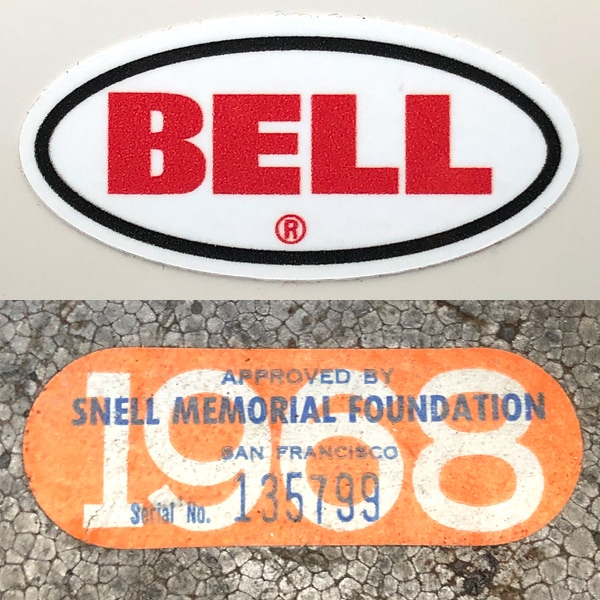 BELL
®
1968
APPROVED BY
SNELL MEMORIAL FOUNDATION
SAN FRANCISCO
Serial No. 135799